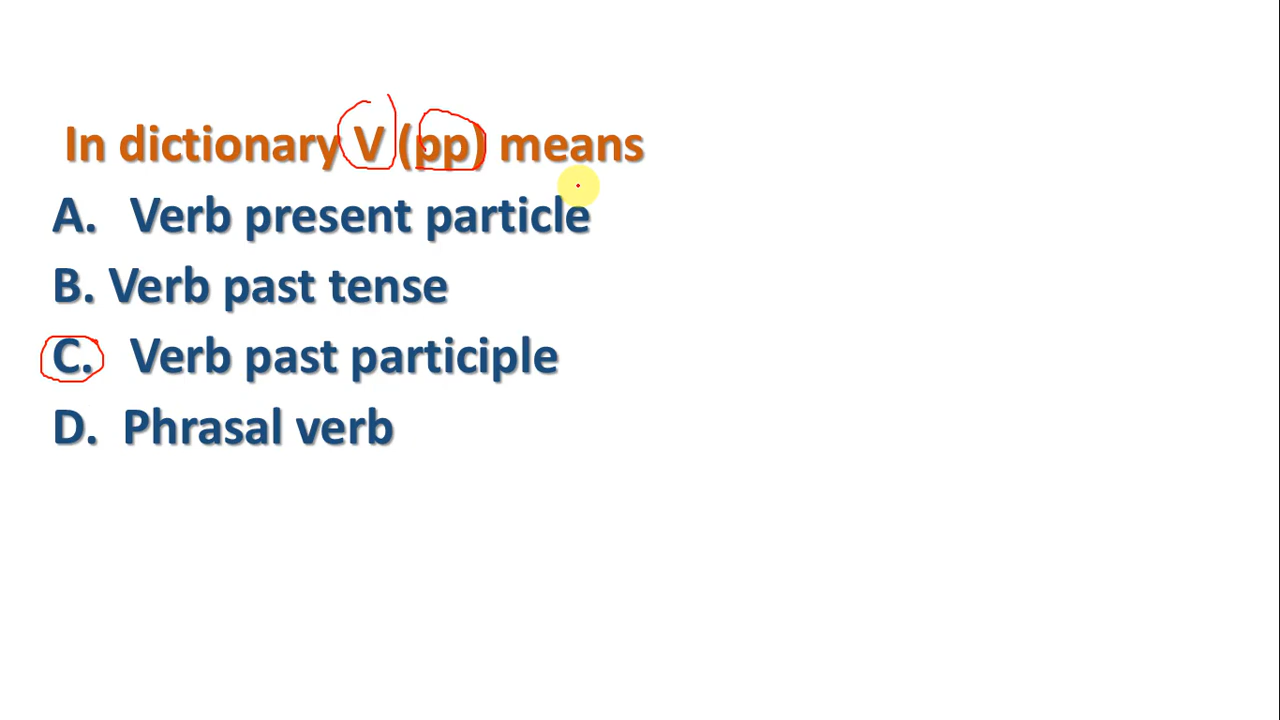 In dictionary V (pp) means
A. Verb present particle
B. Verb past tense
C. Verb past participle
D. Phrasal verb